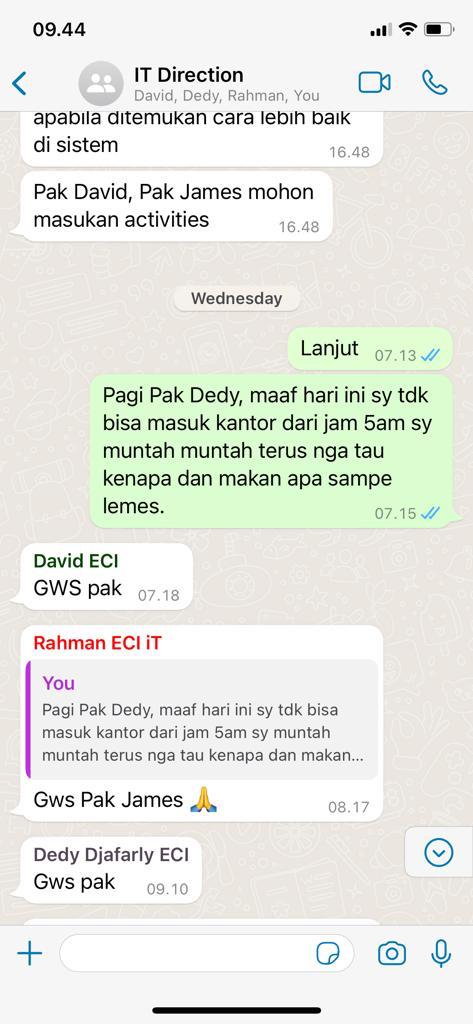 09.44
IT Direction
David, Dedy, Rahman, You
apabila ditemukan cara lebih baik
di sistem
16.48
Pak David, Pak James mohon
masukan activities
16.48
Wednesday
Lanjut
07.13
Pagi Pak Dedy, maaf hari ini sy tdk
bisa masuk kantor dari jam 5am sy
muntah muntah terus nga tau
kenapa dan makan apa sampe
lemes.
07.15
David ECI
GWS pak
07.18
Rahman ECI iT
You
Pagi Pak Dedy, maaf hari ini sy tdk bisa
masuk kantor dari jam 5am sy muntah
muntah terus nga tau kenapa dan makan...
Gws Pak James 🙏
08.17
Dedy Djafarly ECI
Gws pak
09.10